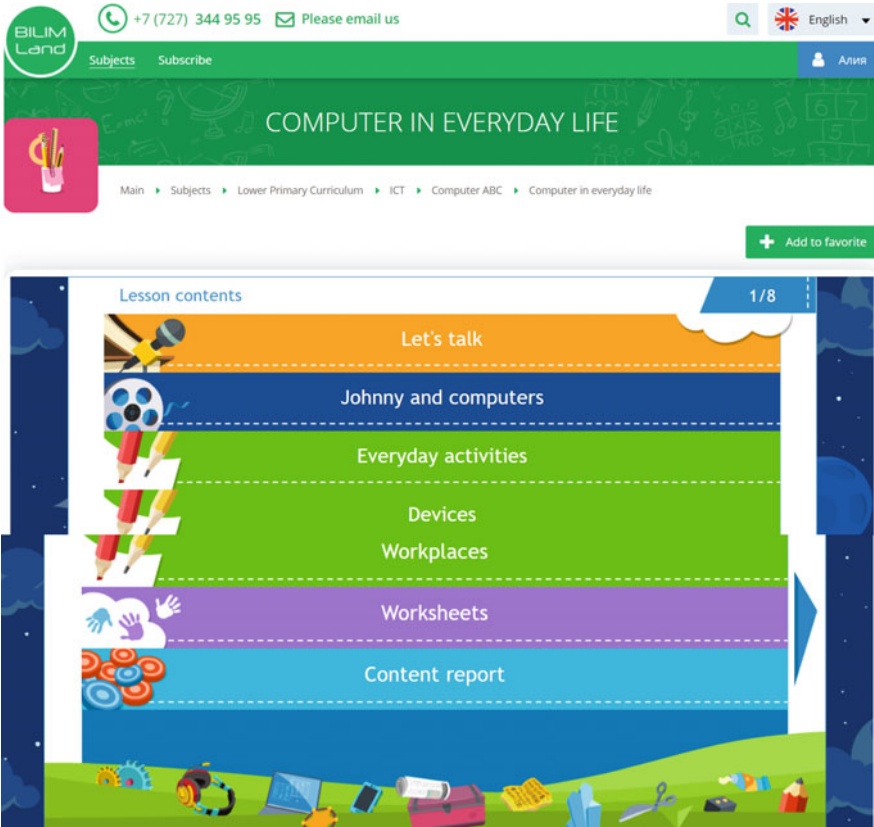 BILIM
Land
+7 (727) 344 95 95 Please email us
English
Subjects Subscribe
Алия
COMPUTER IN EVERYDAY LIFE
Main Subjects Lower Primary Curriculum ICT Computer ABC Computer in everyday life
Add to favorite
Lesson contents
1/8
Let's talk
Johnny and computers
Everyday activities
Devices
Workplaces
Worksheets
Content report